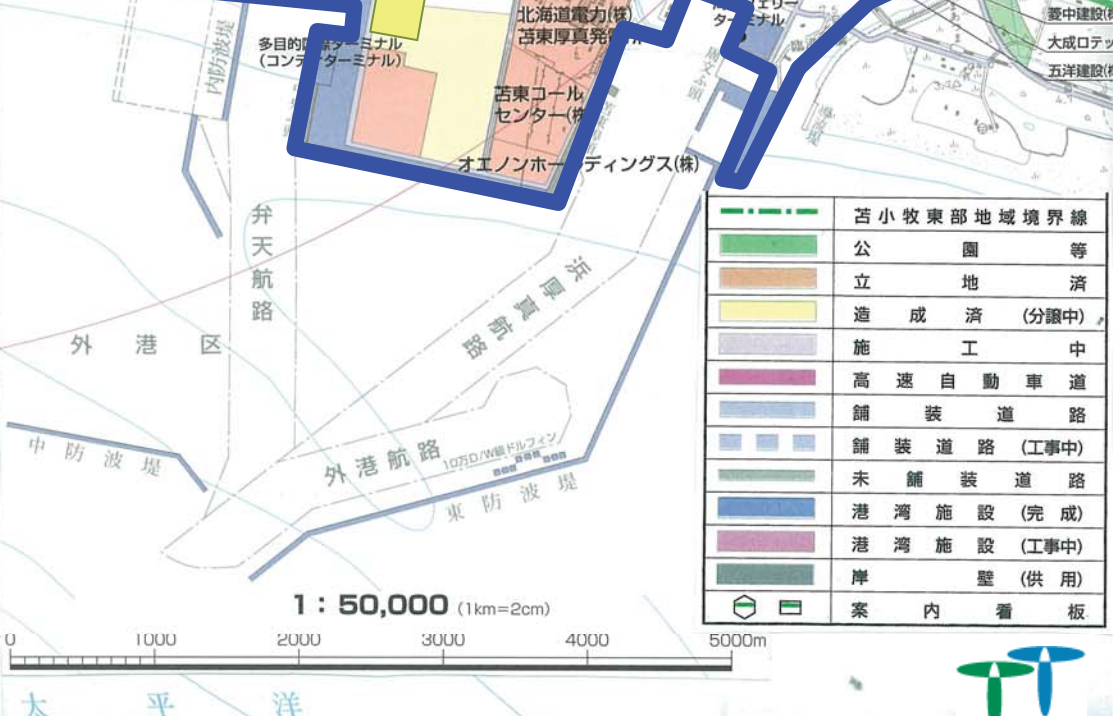 北海道電力(株)
苫東厚真発
ターミナル
菱中建設(株
大成ロテッ
五洋建設(株
多目的国際ターミナル
(コンテナターミナル)
内防波堤
苫東コール
センター(株
オエノンホールディングス(株)
弁天航路
浜厚真航路
外港区
中防波堤
外港航路
10万D/W級ドルフィン
東防波堤
苫小牧東部地域境界線
公園等
立地済
造成済(分譲中)
施工中
高速自動車道
舗装道路
舗装道路(工事中)
未舗装道路
港湾施設(完成)
港湾施設(工事中)
岸壁(供用)
案内看板
1:50,000 (1km=2cm)
0 1000 2000 3000 4000 5000m
太平洋